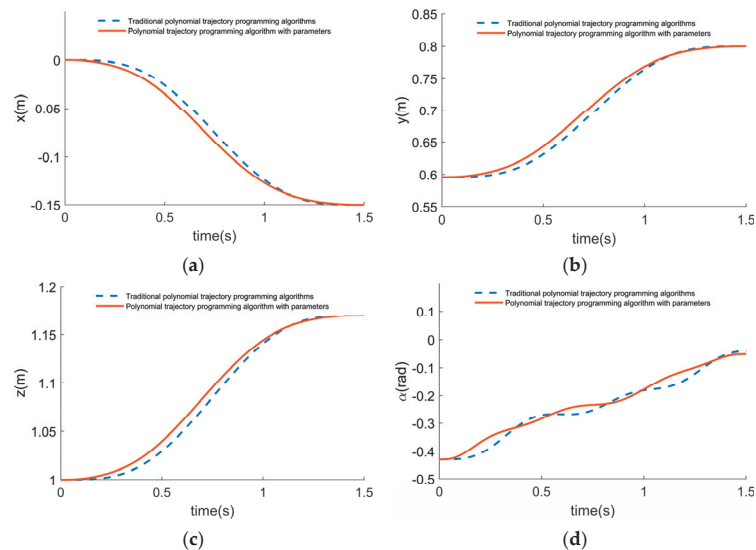 Traditional polynomial trajectory programming algorithms
Polynomial trajectory programming algorithm with parameters
0
0.05
-0.1
-0.15
x(m)
0
0.5
1
1.5
time(s)
(a)
Traditional polynomial trajectory programming algorithms
Polynomial trajectory programming algorithm with parameters
0.8
0.75
0.7
0.65
0.6
0.55
y(m)
0
0.5
1
1.5
time(s)
(b)
Traditional polynomial trajectory programming algorithms
Polynomial trajectory programming algorithm with parameters
1.2
1.15
1.1
1.05
1
z(m)
0
0.5
1
1.5
time(s)
(c)
Traditional polynomial trajectory programming algorithms
Polynomial trajectory programming algorithm with parameters
0.1
0
-0.1
-0.2
-0.3
-0.4
-0.5
α(rad)
0
0.5
1
1.5
time(s)
(d)